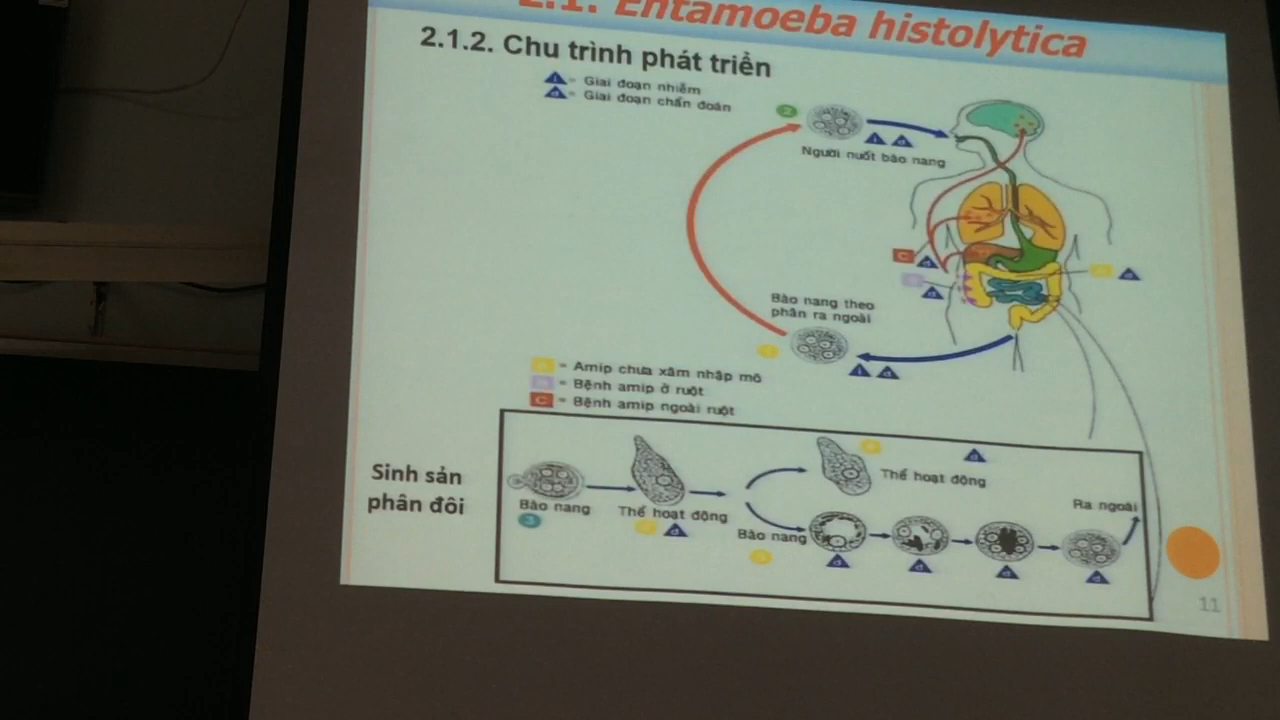 2.1. Entamoeba histolytica
2.1.2. Chu trình phát triển
i = Giai đoạn nhiễm
d = Giai đoạn chẩn đoán
2
i d
Người nuốt bào nang
C d
d
A d
Bào nang theo
phân ra ngoài
1
i d
A = Amip chưa xâm nhập mô
B = Bệnh amip ở ruột
C = Bệnh amip ngoài ruột
Sinh sản
phân đôi
Bào nang
3
Thể hoạt động
d
d
Thể hoạt động
Bào nang
d
d
d
d
Ra ngoài
11